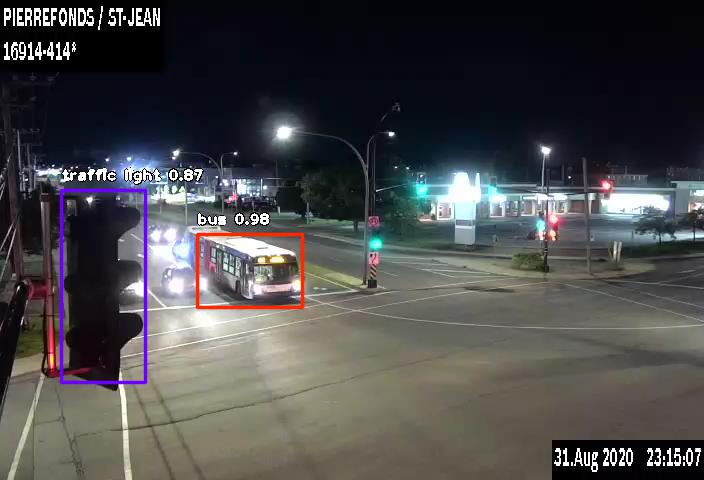 PIERREFONDS / ST-JEAN
16914-414*
traffic light 0.87
bus 0.98
31.Aug 2020 23:15:07